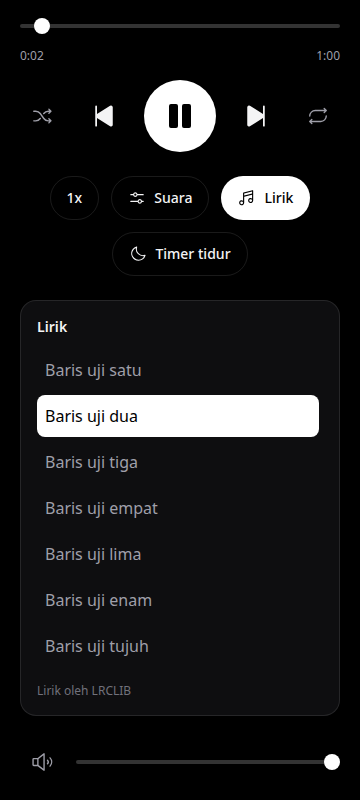 0:02 1:00
1x Suara Lirik
Timer tidur
Lirik
Baris uji satu
Baris uji dua
Baris uji tiga
Baris uji empat
Baris uji lima
Baris uji enam
Baris uji tujuh
Lirik oleh LRCLIB